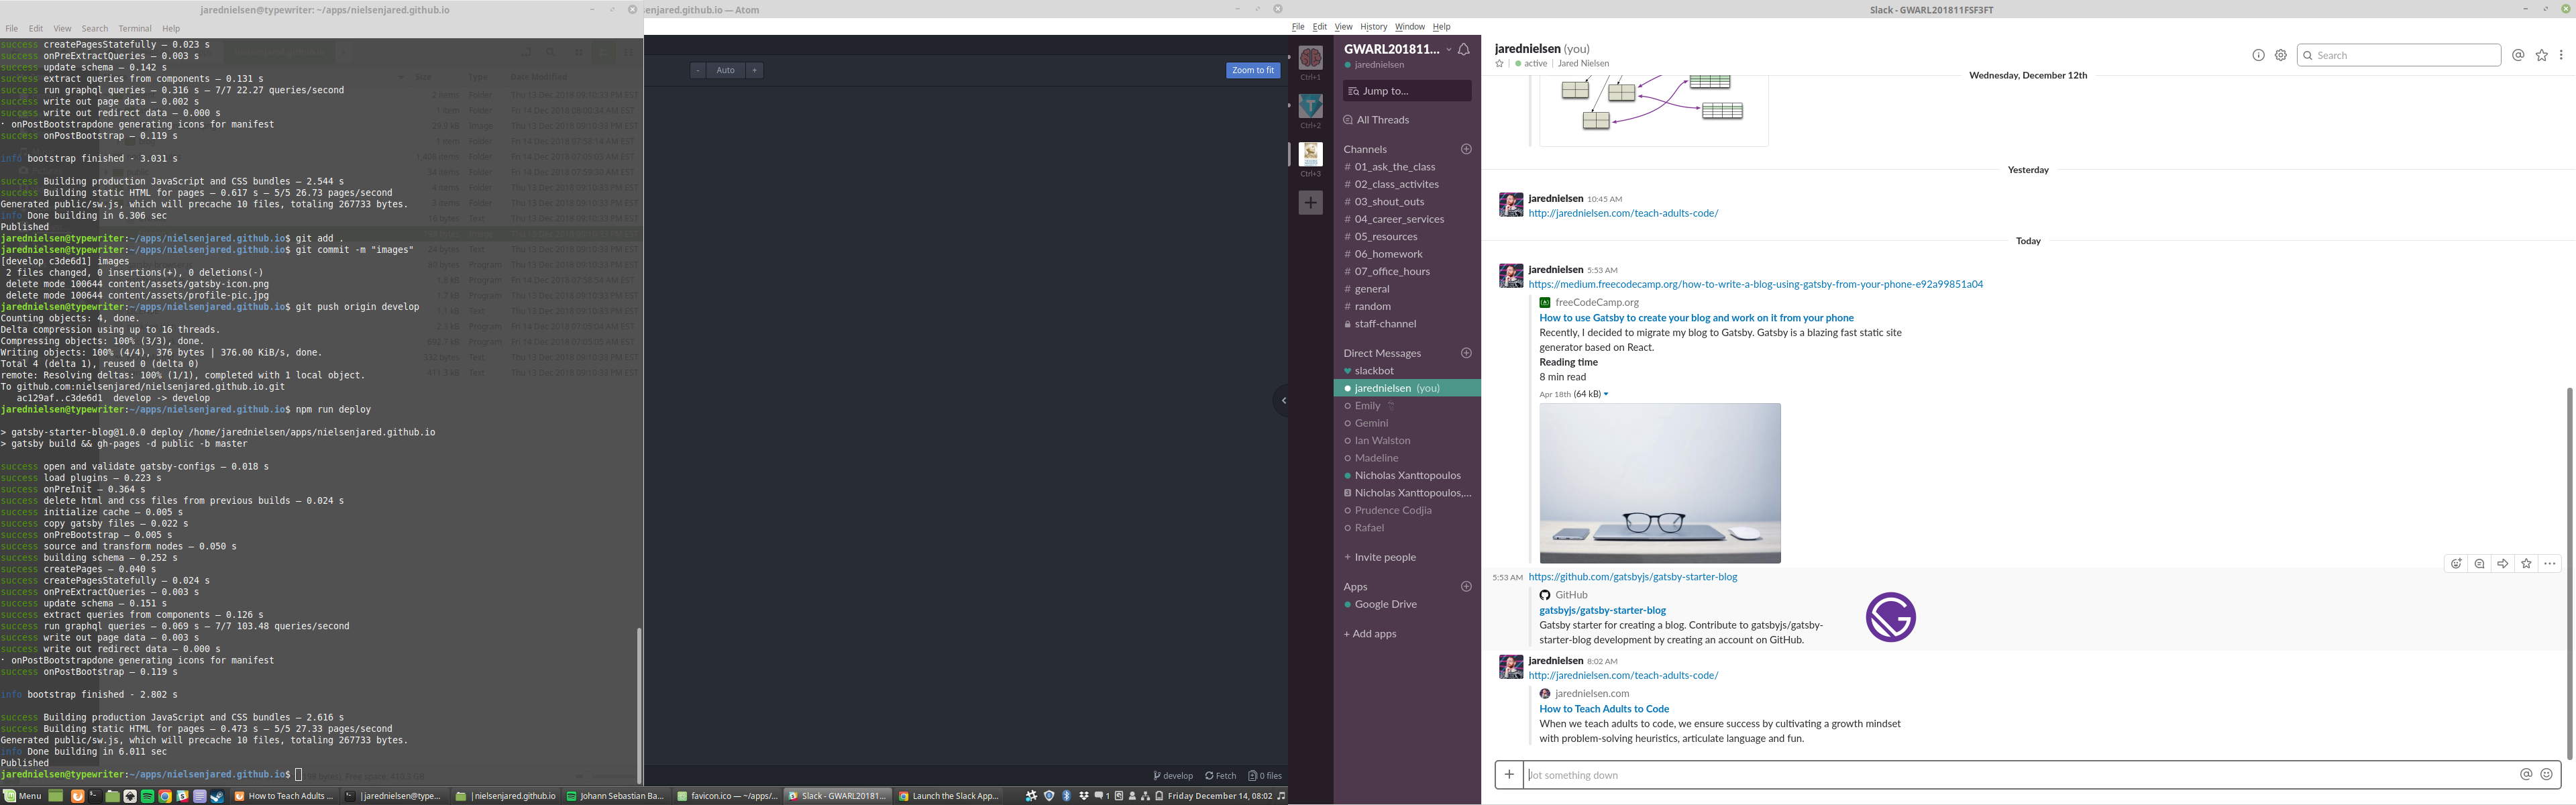 jarednielsen@typewriter: ~/apps/nielsenjared.github.io
File Edit View Search Terminal Help
success createPagesStatefully — 0.023 s
success onPreExtractQueries — 0.003 s
success update schema — 0.142 s
success extract queries from components — 0.131 s
success run graphql queries — 0.316 s — 7/7 22.27 queries/second
success write out page data — 0.002 s
success write out redirect data — 0.000 s
⠁ onPostBootstrapdone generating icons for manifest
success onPostBootstrap — 0.119 s
info bootstrap finished - 3.031 s
success Building production JavaScript and CSS bundles — 2.544 s
success Building static HTML for pages — 0.617 s — 5/5 26.73 pages/second
Generated public/sw.js, which will precache 10 files, totaling 267733 bytes.
info Done building in 6.306 sec
Published
jarednielsen@typewriter:~/apps/nielsenjared.github.io$ git add .
jarednielsen@typewriter:~/apps/nielsenjared.github.io$ git commit -m "images"
[develop c3de6d1] images
2 files changed, 0 insertions(+), 0 deletions(-)
delete mode 100644 content/assets/gatsby-icon.png
delete mode 100644 content/assets/profile-pic.jpg
jarednielsen@typewriter:~/apps/nielsenjared.github.io$ git push origin develop
Counting objects: 4, done.
Delta compression using up to 16 threads.
Compressing objects: 100% (3/3), done.
Writing objects: 100% (4/4), 376 bytes | 376.00 KiB/s, done.
Total 4 (delta 1), reused 0 (delta 0)
remote: Resolving deltas: 100% (1/1), completed with 1 local object.
To github.com:nielsenjared/nielsenjared.github.io.git
ac129af..c3de6d1 develop -> develop
jarednielsen@typewriter:~/apps/nielsenjared.github.io$ npm run deploy
> gatsby-starter-blog@1.0.0 deploy /home/jarednielsen/apps/nielsenjared.github.io
> gatsby build && gh-pages -d public -b master
success open and validate gatsby-configs — 0.018 s
success load plugins — 0.223 s
success onPreInit — 0.364 s
success delete html and css files from previous builds — 0.024 s
success initialize cache — 0.005 s
success copy gatsby files — 0.022 s
success onPreBootstrap — 0.005 s
success source and transform nodes — 0.050 s
success building schema — 0.252 s
success createPages — 0.040 s
success createPagesStatefully — 0.024 s
success onPreExtractQueries — 0.003 s
success update schema — 0.151 s
success extract queries from components — 0.126 s
success run graphql queries — 0.069 s — 7/7 103.48 queries/second
success write out page data — 0.003 s
success write out redirect data — 0.000 s
⠁ onPostBootstrapdone generating icons for manifest
success onPostBootstrap — 0.119 s
info bootstrap finished - 2.802 s
success Building production JavaScript and CSS bundles — 2.616 s
success Building static HTML for pages — 0.473 s — 5/5 27.33 pages/second
Generated public/sw.js, which will precache 10 files, totaling 267733 bytes.
info Done building in 6.011 sec
Published
jarednielsen@typewriter:~/apps/nielsenjared.github.io$
enjared.github.io — Atom
- Auto +
Zoom to fit
develop Fetch 0 files
Slack - GWARL201811FSF3FT
File Edit View History Window Help
Ctrl+1
Ctrl+2
Ctrl+3
GWARL201811...
jarednielsen
Jump to...
All Threads
Channels
# 01_ask_the_class
# 02_class_activites
# 03_shout_outs
# 04_career_services
# 05_resources
# 06_homework
# 07_office_hours
# general
# random
staff-channel
Direct Messages
slackbot
jarednielsen (you)
Emily
Gemini
Ian Walston
Madeline
Nicholas Xanttopoulos
3 Nicholas Xanttopoulos,...
Prudence Codjia
Rafael
+ Invite people
Apps
Google Drive
+ Add apps
jarednielsen (you)
active | Jared Nielsen
Search
Wednesday, December 12th
Yesterday
jarednielsen 10:45 AM
http://jarednielsen.com/teach-adults-code/
Today
jarednielsen 5:53 AM
https://medium.freecodecamp.org/how-to-write-a-blog-using-gatsby-from-your-phone-e92a99851a04
freeCodeCamp.org
How to use Gatsby to create your blog and work on it from your phone
Recently, I decided to migrate my blog to Gatsby. Gatsby is a blazing fast static site
generator based on React.
Reading time
8 min read
Apr 18th (64 kB)
5:53 AM https://github.com/gatsbyjs/gatsby-starter-blog
GitHub
gatsbyjs/gatsby-starter-blog
Gatsby starter for creating a blog. Contribute to gatsbyjs/gatsby-
starter-blog development by creating an account on GitHub.
jarednielsen 8:02 AM
http://jarednielsen.com/teach-adults-code/
jarednielsen.com
How to Teach Adults to Code
When we teach adults to code, we ensure success by cultivating a growth mindset
with problem-solving heuristics, articulate language and fun.
Jot something down
Menu
How to Teach Adults ...
jarednielsen@type...
nielsenjared.github.io
Johann Sebastian Ba...
favicon.ico — ~/apps/...
Slack - GWARL20181...
Launch the Slack App...
1
Friday December 14, 08:02